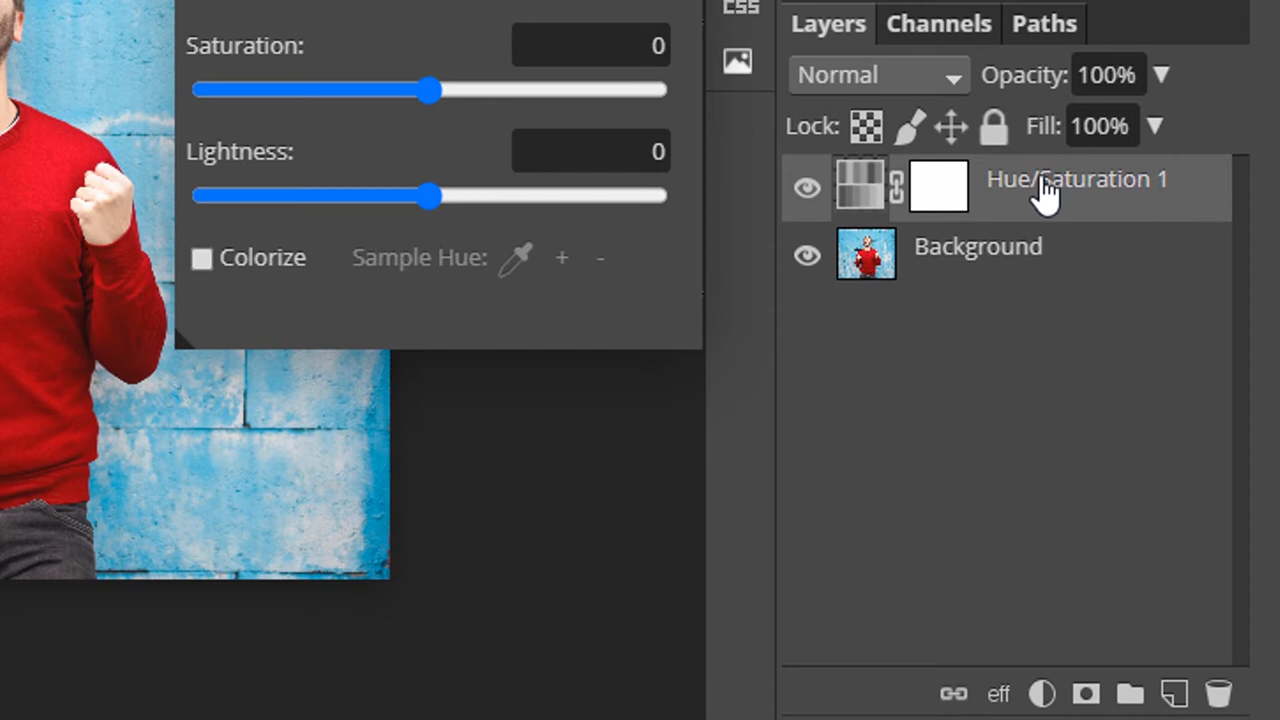 Saturation: 0
Lightness: 0
Colorize Sample Hue: + -
CSS
Layers Channels Paths
Normal Opacity: 100%
Lock: Fill: 100%
Hue/Saturation 1
Background
eff